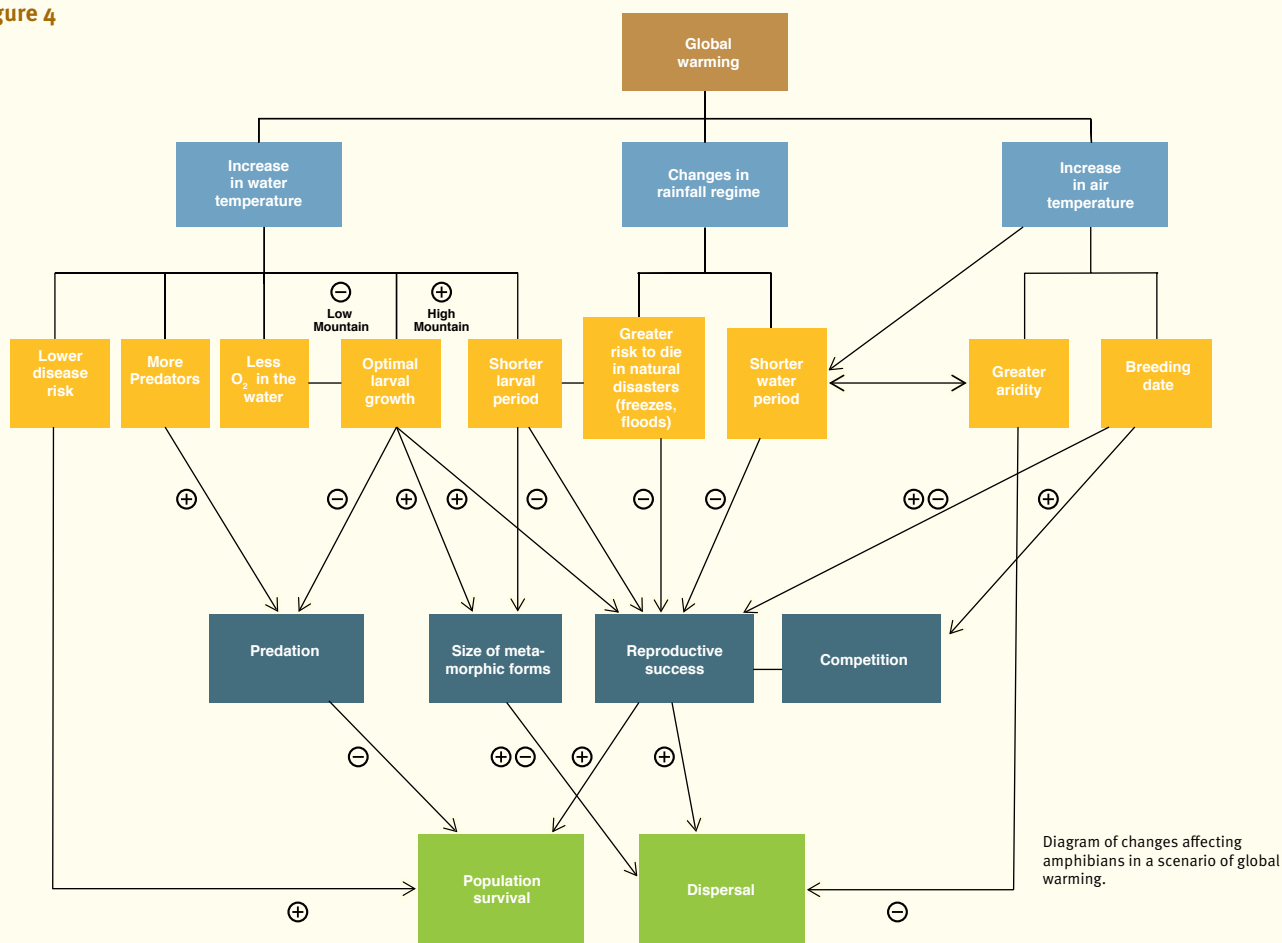 gure 4
Global
warming
Increase
in water
temperature
Changes in
rainfall regime
Increase
in air
temperature
Low
Mountain
High
Mountain
Lower
disease
risk
More
Predators
Less
O2 in the
water
Optimal
larval
growth
Shorter
larval
period
Greater
risk to die
in natural
disasters
(freezes,
floods)
Shorter
water
period
Greater
aridity
Breeding
date
Predation
Size of meta-
morphic forms
Reproductive
success
Competition
Population
survival
Dispersal
Diagram of changes affecting
amphibians in a scenario of global
warming.